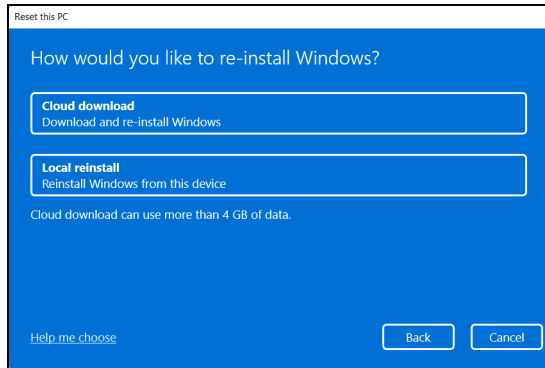 Reset this PC
How would you like to re-install Windows?
Cloud download
Download and re-install Windows
Local reinstall
Reinstall Windows from this device
Cloud download can use more than 4 GB of data.
Help me choose
Back
Cancel